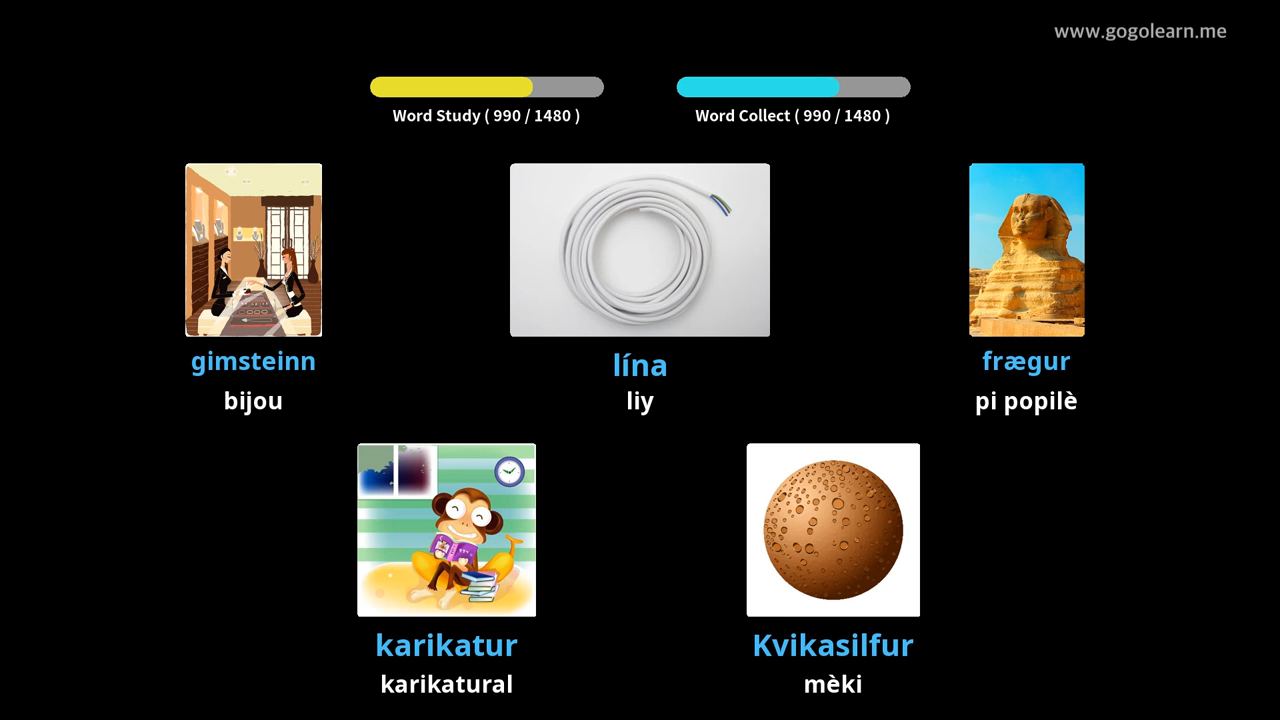 www.gogolearn.me
Word Study ( 990 / 1480 )
Word Collect ( 990 / 1480 )
gimsteinn
bijou
lína
liy
frægur
pi popilè
karikatur
karikatural
Kvikasilfur
mèki